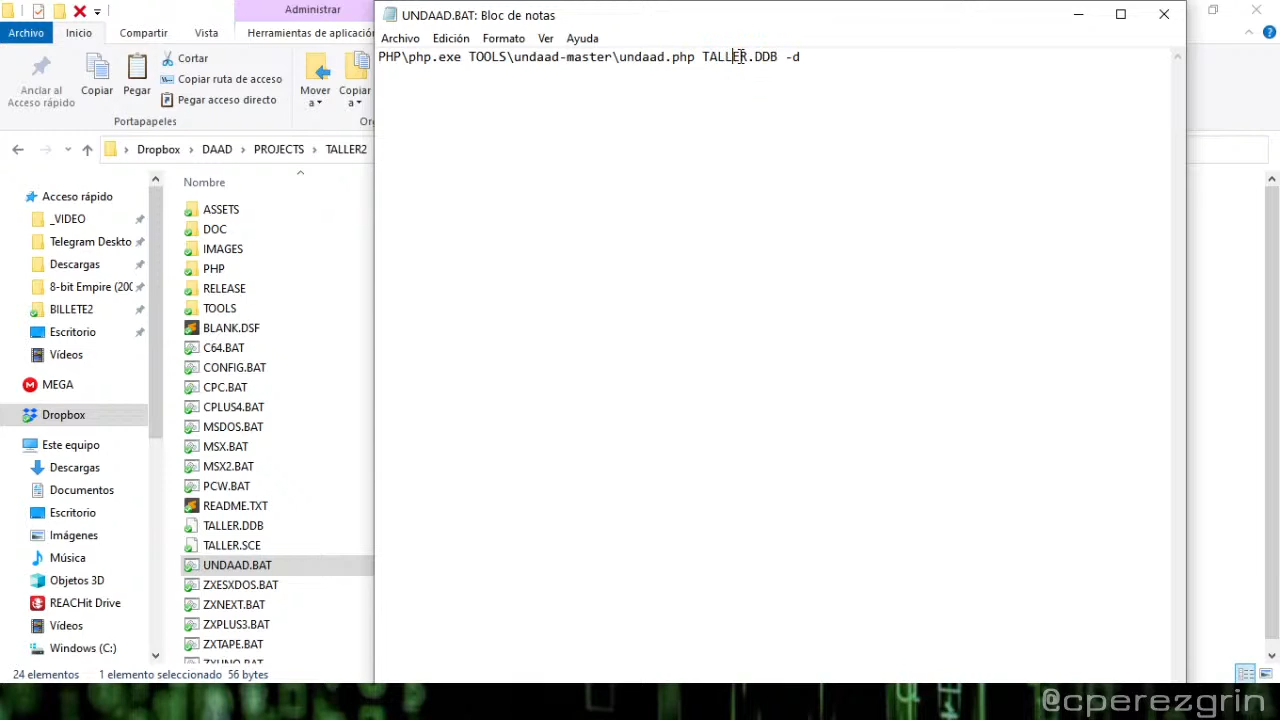 Administrar
UNDAAD.BAT: Bloc de notas
Archivo Inicio Compartir Vista Herramientas de aplicación
Archivo Edición Formato Ver Ayuda
PHP\php.exe TOOLS\undaad-master\undaad.php TALLER.DDB -d
Anclar al
Acceso rápido
Copiar
Pegar
Cortar
Copiar ruta de acceso
Pegar acceso directo
Portapapeles
Mover
a
Copiar
a
Dropbox DAAD PROJECTS TALLER2
Acceso rápido
_VIDEO
Telegram Deskto
Descargas
8-bit Empire (200
BILLETE2
Escritorio
Vídeos
MEGA
Dropbox
Este equipo
Descargas
Documentos
Escritorio
Imágenes
Música
Objetos 3D
REACHit Drive
Vídeos
Windows (C:)
Nombre
ASSETS
DOC
IMAGES
PHP
RELEASE
TOOLS
BLANK.DSF
C64.BAT
CONFIG.BAT
CPC.BAT
CPLUS4.BAT
MSDOS.BAT
MSX.BAT
MSX2.BAT
PCW.BAT
README.TXT
TALLER.DDB
TALLER.SCE
UNDAAD.BAT
ZXESXDOS.BAT
ZXNEXT.BAT
ZXPLUS3.BAT
ZXTAPE.BAT
ZXUNO.BAT
24 elementos 1 elemento seleccionado 56 bytes
@cperezgrin